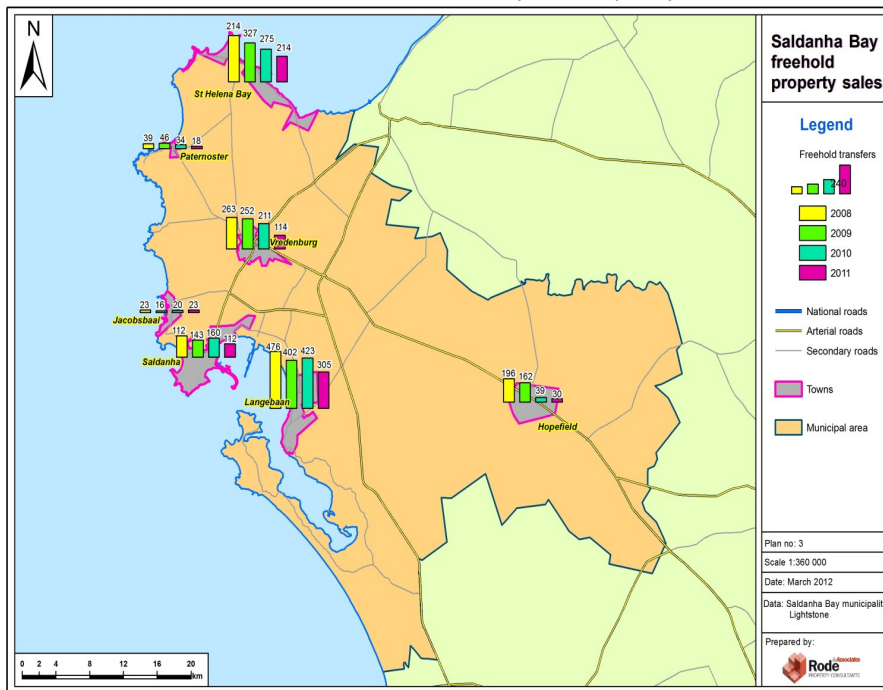 N
Saldanha Bay
freehold
property sales
Legend
Freehold transfers
240
2008
2009
2010
2011
National roads
Arterial roads
Secondary roads
Towns
Municipal area
Plan no: 3
Scale 1:360 000
Date: March 2012
Data: Saldanha Bay municipalit
Lightstone
Prepared by:
Rode
&Associates
PROPERTY CONSULTANTS
214 327 275 214
St Helena Bay
39 46 34 18
Paternoster
263 252 211 114
Vredenburg
23 16 20 23
Jacobsbaai
112 143 160 112
Saldanha
476 402 423 305
Langebaan
196 162 39 30
Hopefield
0 2 4 8 12 16 20
km